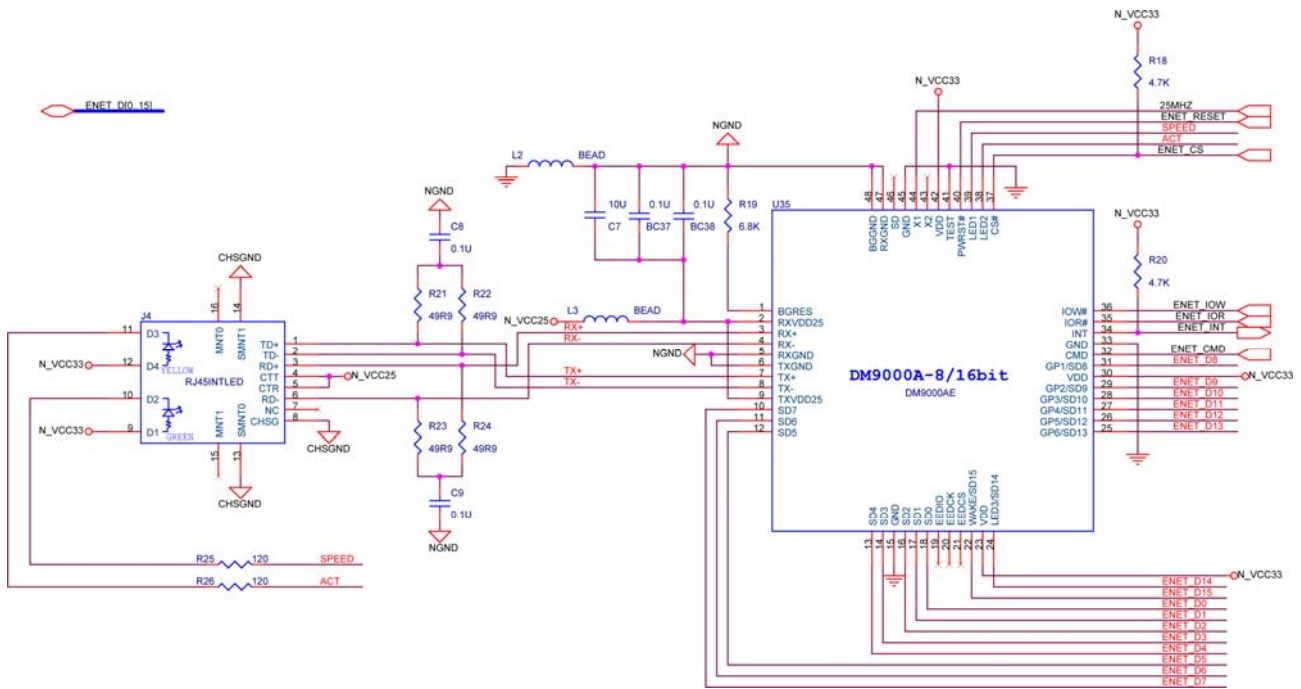 N_VCC33
R18
4.7K
N_VCC33
ENET_D[0..15]
25MHZ
ENET_RESET
SPEED
ACT
ENET_CS
NGND
L2
BEAD
NGND
C8
0.1U
10U
C7
0.1U
BC37
0.1U
BC38
R19
6.8K
U35
48
47
46
45
44
43
42
41
40
39
38
37
BGGND
RXGND
SD
GND
X1
X2
VDD
TEST
PWRST#
LED1
LED2
CS#
N_VCC33
R20
4.7K
CHSGND
R21
49R9
R22
49R9
L3
BEAD
N_VCC25
RX+
RX-
TX+
TX-
NGND
1
2
3
4
5
6
7
8
9
10
11
12
BGRES
RXVDD25
RX+
RX-
RXGND
TXGND
TX+
TX-
TXVDD25
SD7
SD6
SD5
DM9000A-8/16bit
DM9000AE
IOW#
IOR#
INT
GND
CMD
GP1/SD8
VDD
GP2/SD9
GP3/SD10
GP4/SD11
GP5/SD12
GP6/SD13
36
35
34
33
32
31
30
29
28
27
26
25
ENET_IOW
ENET_IOR
ENET_INT
ENET_CMD
ENET_D8
N_VCC33
ENET_D9
ENET_D10
ENET_D11
ENET_D12
ENET_D13
J4
16
14
MNT0
SMNT1
11
12
10
9
N_VCC33
N_VCC33
D3
D4
D2
D1
YELLOW
GREEN
RJ45INTLED
TD+
TD-
RD+
CTT
CTR
RD-
NC
CHSG
1
2
3
4
5
6
7
8
N_VCC25
MNT1
SMNT0
15
13
CHSGND
CHSGND
R23
49R9
R24
49R9
C9
0.1U
NGND
R25
120
SPEED
R26
120
ACT
SD4
SD3
GND
SD2
SD1
SD0
EEDIO
EEDCK
EEDCS
WAKE/SD15
VDD
LED3/SD14
13
14
15
16
17
18
19
20
21
22
23
24
N_VCC33
ENET_D14
ENET_D15
ENET_D0
ENET_D1
ENET_D2
ENET_D3
ENET_D4
ENET_D5
ENET_D6
ENET_D7